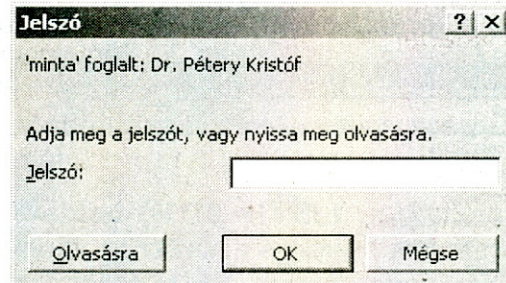 Jelszó
'minta' foglalt: Dr. Pétery Kristóf
Adja meg a jelszót, vagy nyissa meg olvasásra.
Jelszó:
Olvasásra OK Mégse